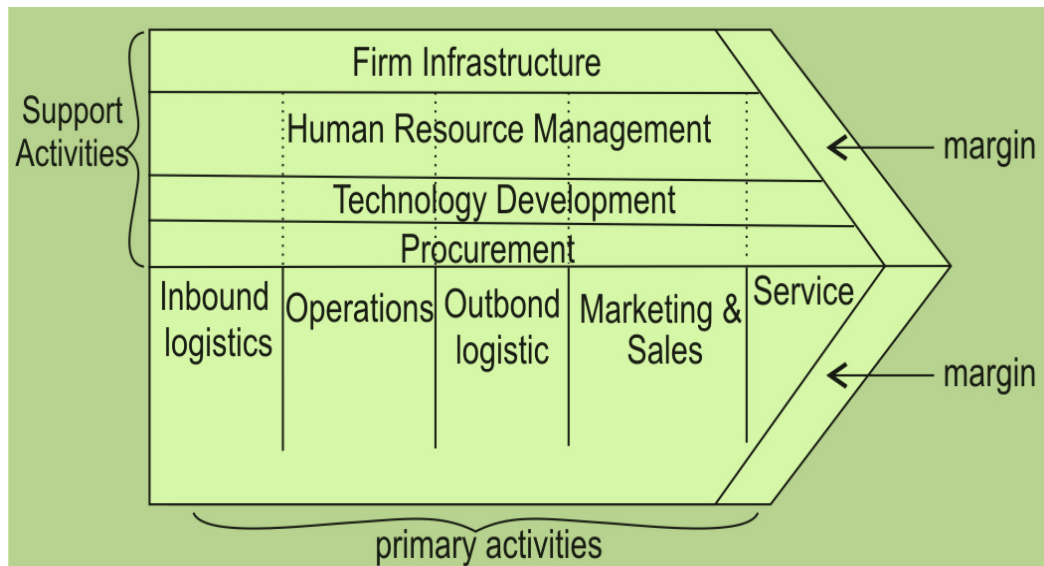 Firm Infrastructure
Support
Activities
Human Resource Management
margin
Technology Development
Procurement
Inbound
logistics
Operations
Outbond
logistic
Marketing &
Sales
Service
margin
primary activities